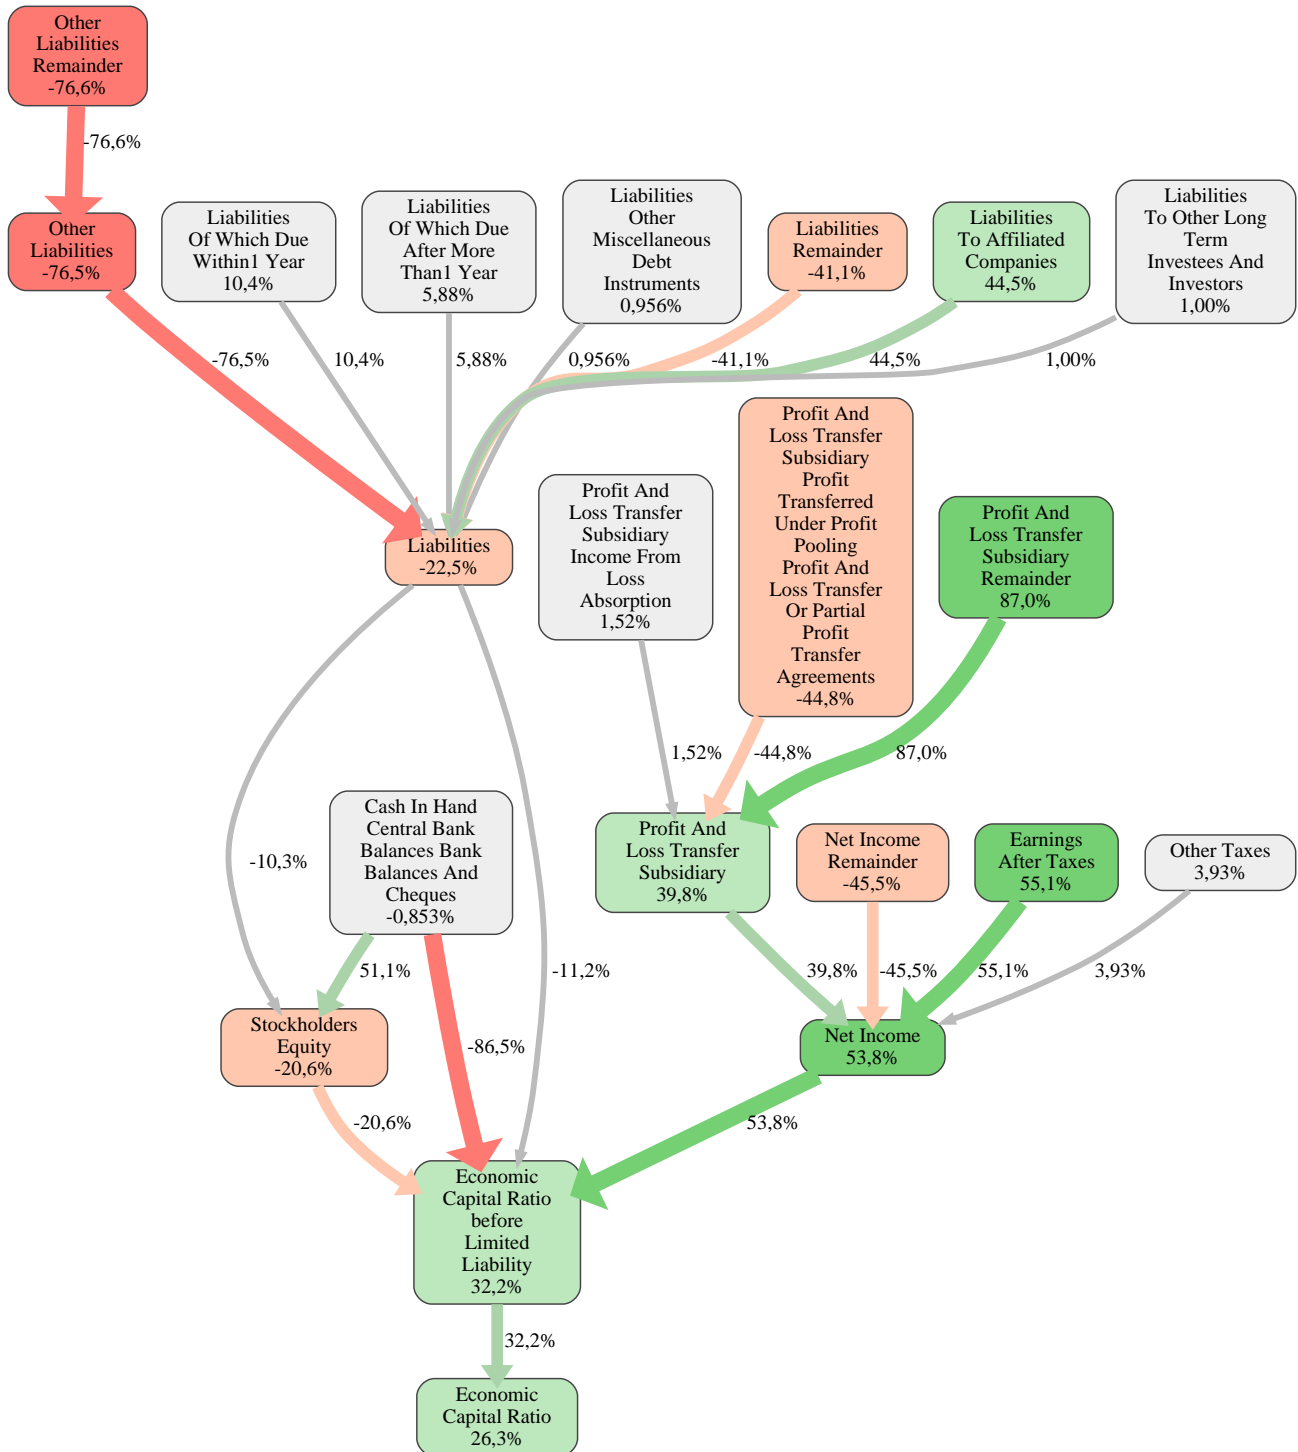 Other
Liabilities
Remainder
-76,6%
-76,6%
Other
Liabilities
-76,5%
Liabilities
Of Which Due
Within1 Year
10,4%
Liabilities
Of Which Due
After More
Than1 Year
5,88%
Liabilities
Other
Miscellaneous
Debt
Instruments
0,956%
Liabilities
Remainder
-41,1%
Liabilities
To Affiliated
Companies
44,5%
Liabilities
To Other Long
Term
Investees And
Investors
1,00%
-76,5%
10,4%
5,88%
0,956%
-41,1%
44,5%
1,00%
Liabilities
-22,5%
Profit And
Loss Transfer
Subsidiary
Income From
Loss
Absorption
1,52%
Profit And
Loss Transfer
Subsidiary
Profit
Transferred
Under Profit
Pooling
Profit And
Loss Transfer
Or Partial
Profit
Transfer
Agreements
-44,8%
Profit And
Loss Transfer
Subsidiary
Remainder
87,0%
1,52%
-44,8%
87,0%
Cash In Hand
Central Bank
Balances Bank
Balances And
Cheques
-0,853%
Profit And
Loss Transfer
Subsidiary
39,8%
Net Income
Remainder
-45,5%
Earnings
After Taxes
55,1%
Other Taxes
3,93%
-10,3%
51,1%
-86,5%
-11,2%
39,8%
-45,5%
55,1%
3,93%
Stockholders
Equity
-20,6%
Net Income
53,8%
-20,6%
53,8%
Economic
Capital Ratio
before
Limited
Liability
32,2%
32,2%
Economic
Capital Ratio
26,3%